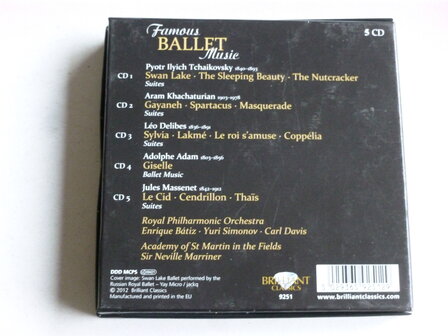 Famous
BALLET
Music
5 CD
Pyotr Ilyich Tchaikovsky 1840-1893
CD 1 Swan Lake · The Sleeping Beauty · The Nutcracker
Suites
Aram Khachaturian 1903-1978
CD 2 Gayaneh · Spartacus · Masquerade
Suites
Léo Delibes 1836-1891
CD 3 Sylvia · Lakmé · Le roi s'amuse · Coppélia
Suites
Adolphe Adam 1803-1856
CD 4 Giselle
Ballet Music
Jules Massenet 1842-1912
CD 5 Le Cid · Cendrillon · Thaïs
Suites
Royal Philharmonic Orchestra
Enrique Bátiz · Yuri Simonov · Carl Davis
Academy of St Martin in the Fields
Sir Neville Marriner
DDD MCPS
Cover image: Swan Lake Ballet performed by the
Russian Royal Ballet – Yay Micro / jackq
℗ © 2012 Brilliant Classics
Manufactured and printed in the EU
BRILLIANT
CLASSICS
9251
www.brilliantclassics.com